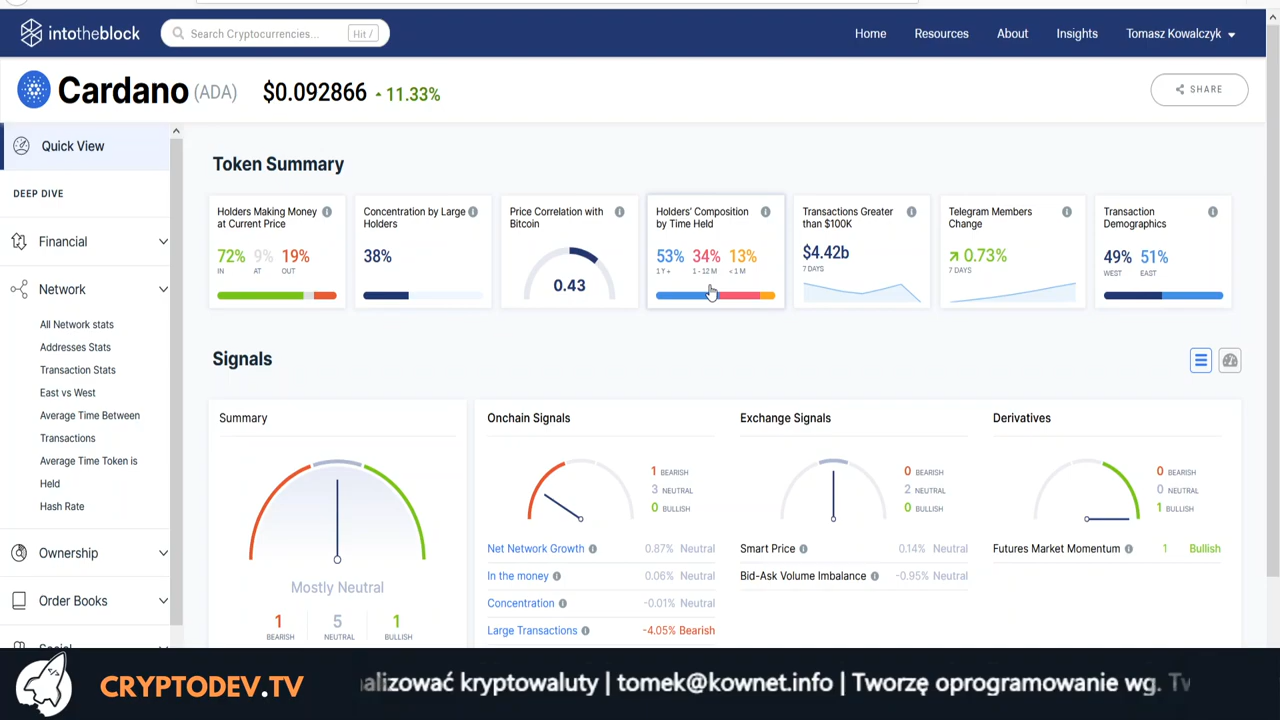 intotheblock
Search Cryptocurrencies...
Hit /
Home
Resources
About
Insights
Tomasz Kowalczyk
Cardano (ADA) $0.092866 11.33%
SHARE
Quick View
DEEP DIVE
Financial
Network
All Network stats
Addresses Stats
Transaction Stats
East vs West
Average Time Between
Transactions
Average Time Token is
Held
Hash Rate
Ownership
Order Books
Token Summary
Holders Making Money
at Current Price
72% 9% 19%
IN AT OUT
Concentration by Large
Holders
38%
Price Correlation with
Bitcoin
0.43
Holders' Composition
by Time Held
53% 34% 13%
1 Y + 1 - 12 M < 1 M
Transactions Greater
than $100K
$4.42b
7 DAYS
Telegram Members
Change
0.73%
7 DAYS
Transaction
Demographics
49% 51%
WEST EAST
Signals
Summary
Mostly Neutral
1 5 1
BEARISH NEUTRAL BULLISH
Onchain Signals
1 BEARISH
3 NEUTRAL
0 BULLISH
Net Network Growth 0.87% Neutral
In the money 0.06% Neutral
Concentration -0.01% Neutral
Large Transactions -4.05% Bearish
Exchange Signals
0 BEARISH
2 NEUTRAL
0 BULLISH
Smart Price 0.14% Neutral
Bid-Ask Volume Imbalance -0.95% Neutral
Derivatives
0 BEARISH
0 NEUTRAL
1 BULLISH
Futures Market Momentum 1 Bullish
CRYPTODEV.TV
alizować kryptowaluty | tomek@kownet.info | Tworzę oprogramowanie wg. Tw